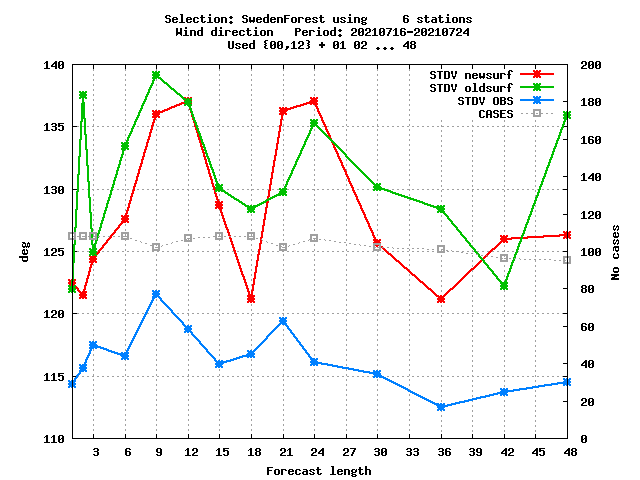 Selection: SwedenForest using     6 stations
Wind direction   Period: 20210716-20210724
Used {00,12} + 01 02 ... 48
STDV newsurf
STDV oldsurf
STDV OBS
CASES
140
135
130
125
120
115
110
deg
200
180
160
140
120
100
80
60
40
20
0
No cases
3 6 9 12 15 18 21 24 27 30 33 36 39 42 45 48
Forecast length